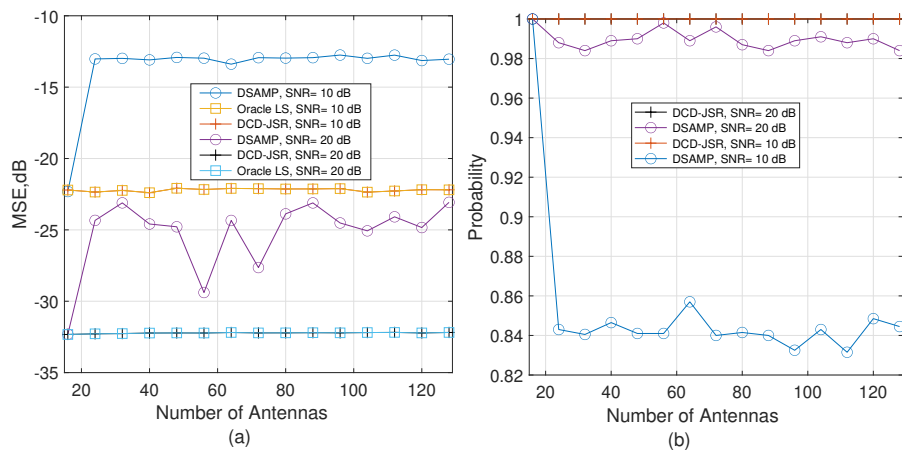 -10
-15
-20
-25
-30
-35
MSE,dB
DSAMP, SNR= 10 dB
Oracle LS, SNR= 10 dB
DCD-JSR, SNR= 10 dB
DSAMP, SNR= 20 dB
DCD-JSR, SNR= 20 dB
Oracle LS, SNR= 20 dB
20 40 60 80 100 120
Number of Antennas
(a)
1
0.98
0.96
0.94
0.92
0.9
0.88
0.86
0.84
0.82
Probability
DCD-JSR, SNR= 20 dB
DSAMP, SNR= 20 dB
DCD-JSR, SNR= 10 dB
DSAMP, SNR= 10 dB
20 40 60 80 100 120
Number of Antennas
(b)